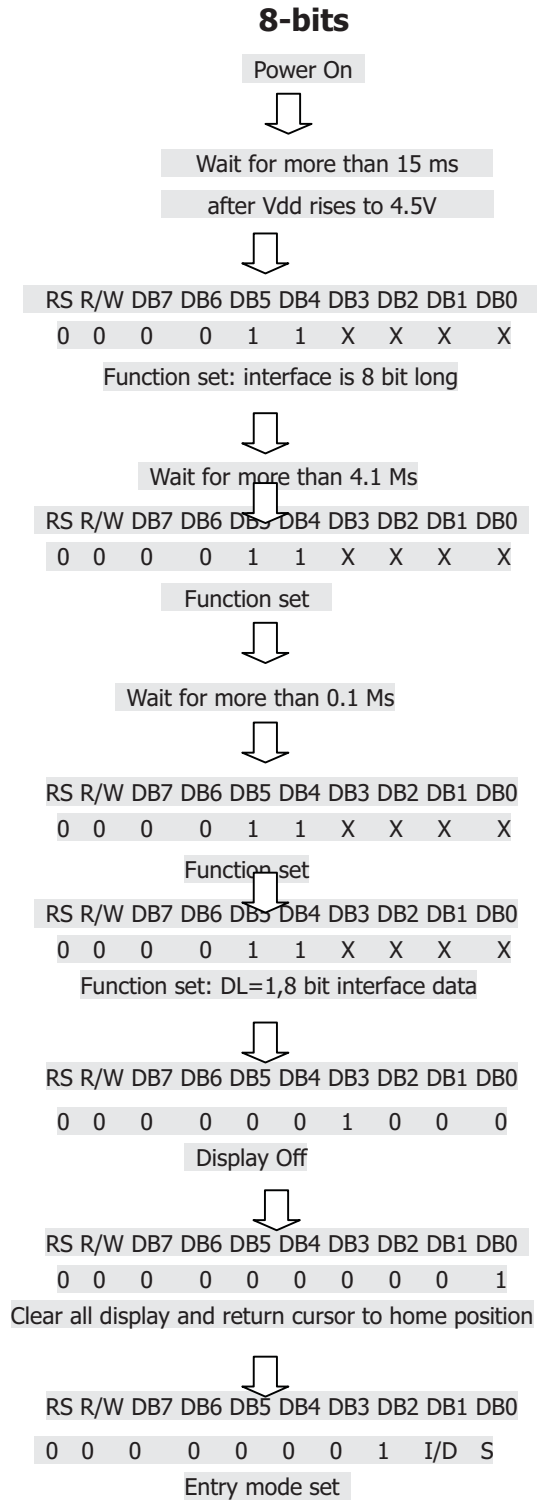 8-bits
Power On
Wait for more than 15 ms
after Vdd rises to 4.5V
RS R/W DB7 DB6 DB5 DB4 DB3 DB2 DB1 DB0
0 0 0 0 1 1 X X X X
Function set: interface is 8 bit long
Wait for more than 4.1 Ms
RS R/W DB7 DB6 DB5 DB4 DB3 DB2 DB1 DB0
0 0 0 0 1 1 X X X X
Function set
Wait for more than 0.1 Ms
RS R/W DB7 DB6 DB5 DB4 DB3 DB2 DB1 DB0
0 0 0 0 1 1 X X X X
Function set
RS R/W DB7 DB6 DB5 DB4 DB3 DB2 DB1 DB0
0 0 0 0 1 1 X X X X
Function set: DL=1,8 bit interface data
RS R/W DB7 DB6 DB5 DB4 DB3 DB2 DB1 DB0
0 0 0 0 0 0 1 0 0 0
Display Off
RS R/W DB7 DB6 DB5 DB4 DB3 DB2 DB1 DB0
0 0 0 0 0 0 0 0 0 1
Clear all display and return cursor to home position
RS R/W DB7 DB6 DB5 DB4 DB3 DB2 DB1 DB0
0 0 0 0 0 0 0 1 I/D S
Entry mode set